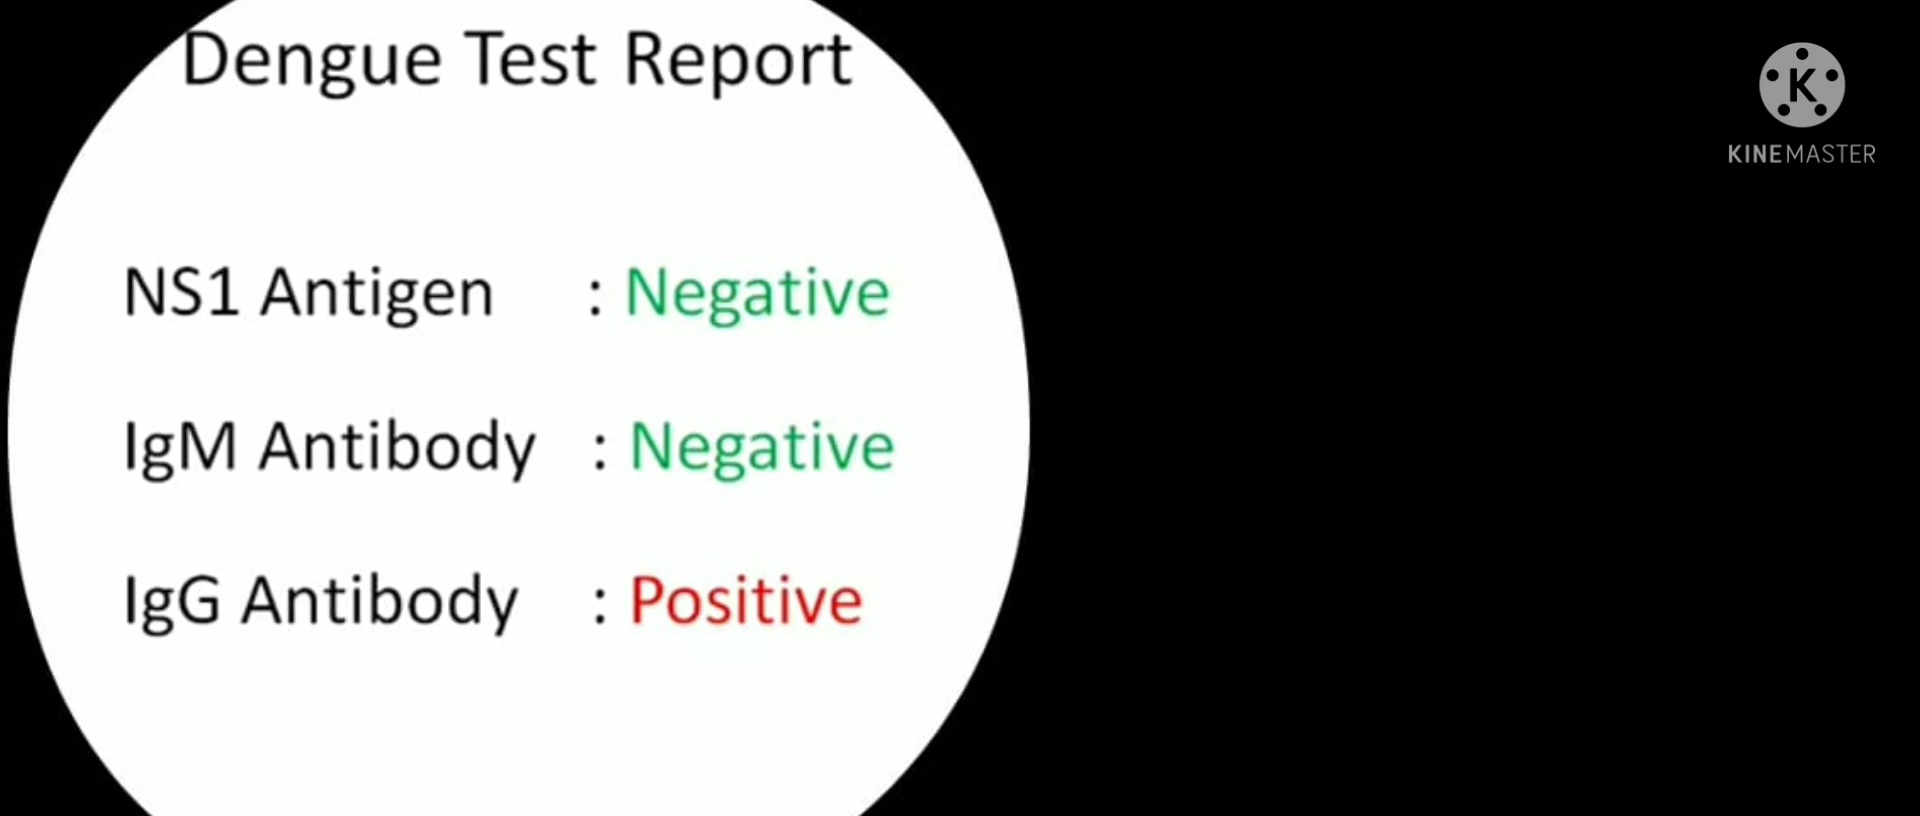 Dengue Test Report
KINEMASTER
NS1 Antigen : Negative
IgM Antibody : Negative
IgG Antibody : Positive